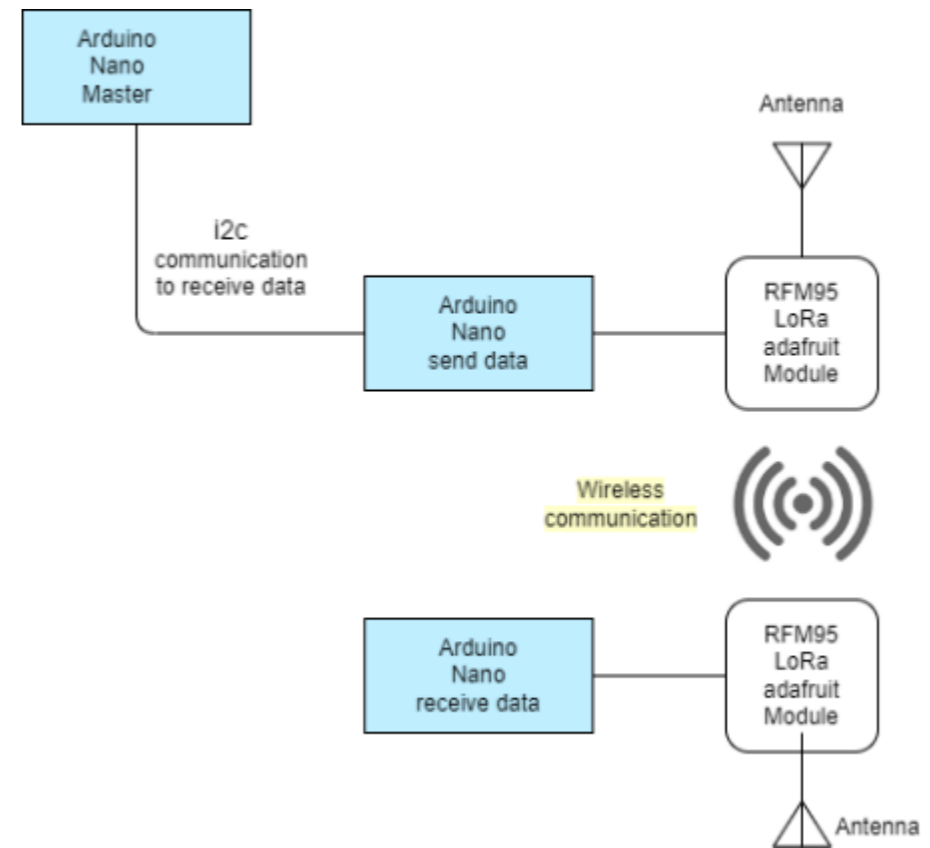 Arduino
Nano
Master
Antenna
i2c
communication
to receive data
Arduino
Nano
send data
RFM95
LoRa
adafruit
Module
Wireless
communication
Arduino
Nano
receive data
RFM95
LoRa
adafruit
Module
Antenna